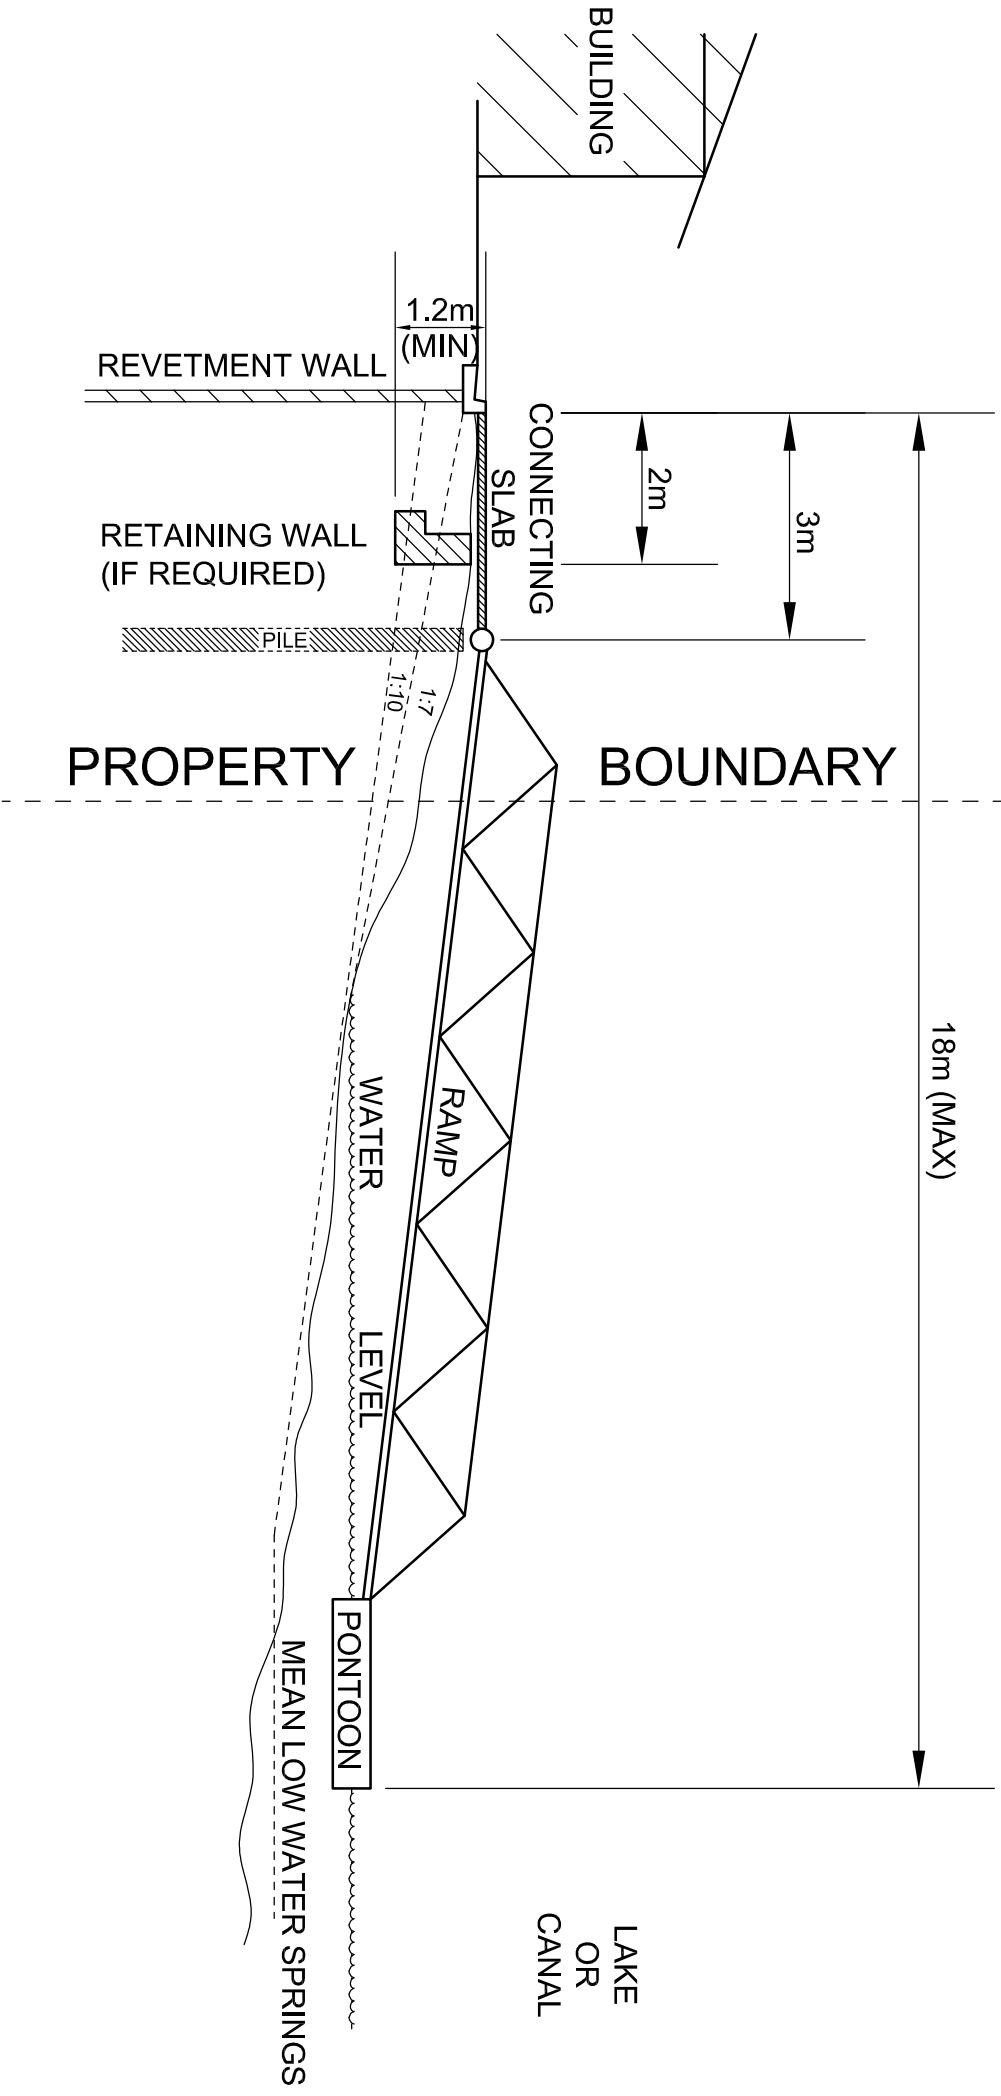 BUILDING
1.2m
(MIN)
REVETMENT WALL
CONNECTING
SLAB
2m
3m
18m (MAX)
RETAINING WALL
(IF REQUIRED)
PILE
1:10
1:7
PROPERTY BOUNDARY
RAMP
WATER LEVEL
PONTOON
MEAN LOW WATER SPRINGS
LAKE
OR
CANAL